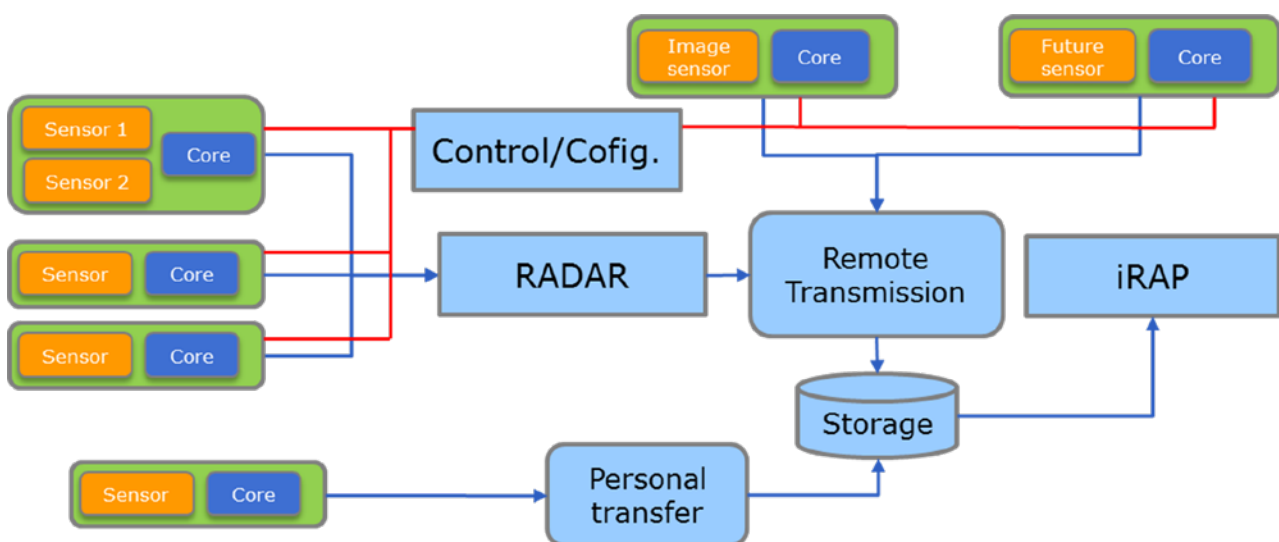 Image
sensor
Core
Future
sensor
Core
Sensor 1
Core
Sensor 2
Control/Cofig.
Sensor
Core
RADAR
Remote
Transmission
iRAP
Sensor
Core
Storage
Sensor
Core
Personal
transfer